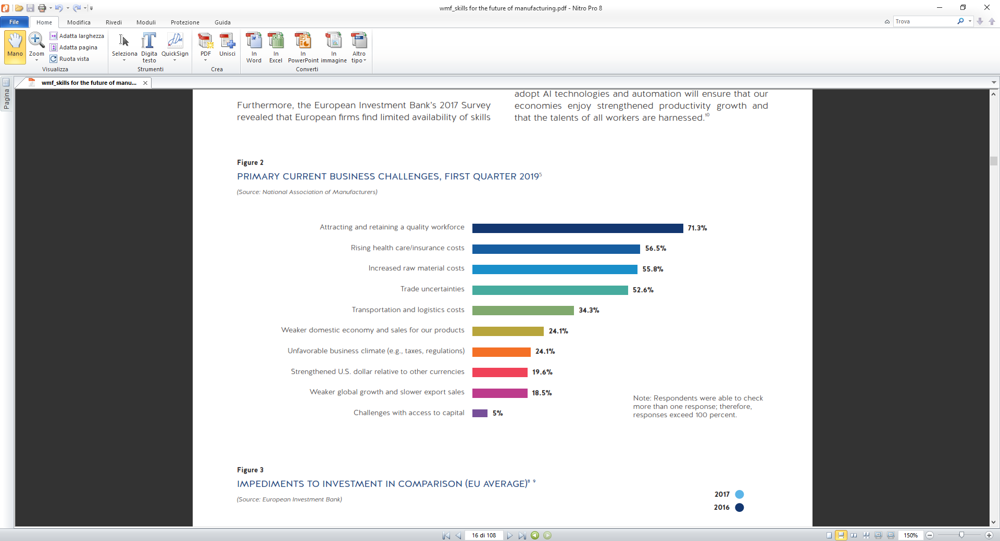 wmf_skills for the future of manufacturing.pdf - Nitro Pro 8
File
Home
Modifica
Rivedi
Moduli
Protezione
Guida
Trova
Mano
Zoom
Adatta larghezza
Adatta pagina
Ruota vista
Visualizza
Seleziona
Digita
testo
QuickSign
Strumenti
PDF
Unisci
Crea
In
Word
In
Excel
In
PowerPoint
In
immagine
Altro
tipo
Converti
wmf_skills for the future of manu...
Pagina
Furthermore, the European Investment Bank's 2017 Survey
revealed that European firms find limited availability of skills
adopt AI technologies and automation will ensure that our
economies enjoy strengthened productivity growth and
that the talents of all workers are harnessed.10
Figure 2
PRIMARY CURRENT BUSINESS CHALLENGES, FIRST QUARTER 20195
(Source: National Association of Manufacturers)
Attracting and retaining a quality workforce 71.3%
Rising health care/insurance costs 56.5%
Increased raw material costs 55.8%
Trade uncertainties 52.6%
Transportation and logistics costs 34.3%
Weaker domestic economy and sales for our products 24.1%
Unfavorable business climate (e.g., taxes, regulations) 24.1%
Strengthened U.S. dollar relative to other currencies 19.6%
Weaker global growth and slower export sales 18.5%
Challenges with access to capital 5%
Note: Respondents were able to check
more than one response; therefore,
responses exceed 100 percent.
Figure 3
IMPEDIMENTS TO INVESTMENT IN COMPARISON (EU AVERAGE)8 9
(Source: European Investment Bank)
2017
2016
16 di 108
150%